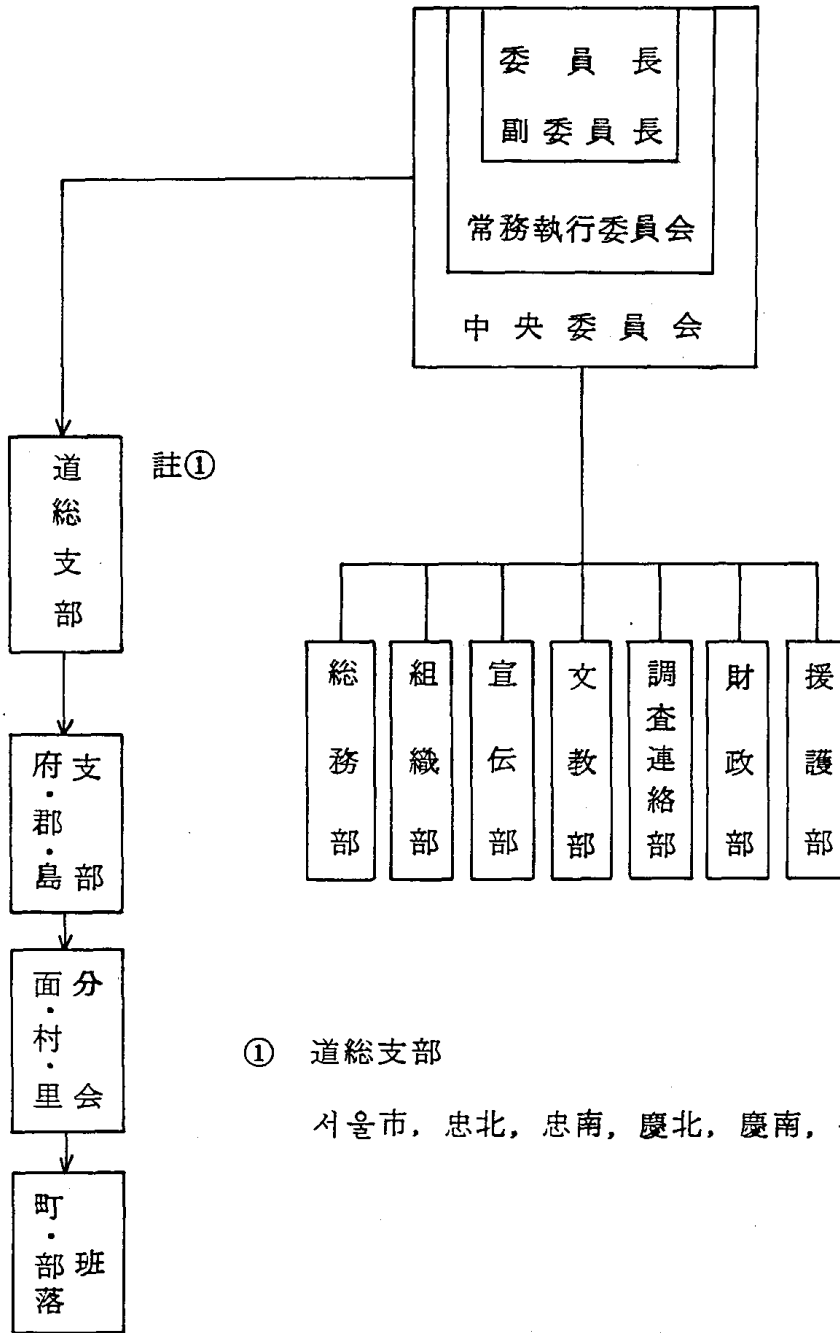 委員長
副委員長
常務執行委員会
中央委員会
道総支部
註①
総務部
組織部
宣伝部
文教部
調査連絡部
財政部
援護部
支部
府・郡・島
分会
面・村・里
班
町・部落
① 道総支部
서울市, 忠北, 忠南, 慶北, 慶南,